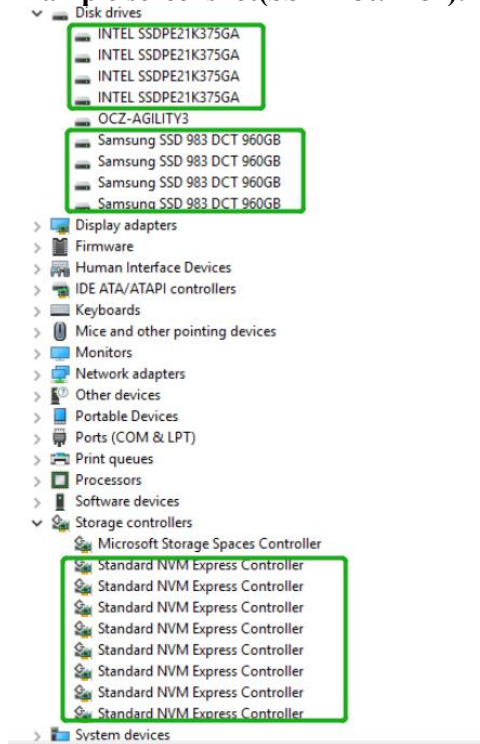 Disk drives
INTEL SSDPE21K375GA
INTEL SSDPE21K375GA
INTEL SSDPE21K375GA
INTEL SSDPE21K375GA
OCZ-AGILITY3
Samsung SSD 983 DCT 960GB
Samsung SSD 983 DCT 960GB
Samsung SSD 983 DCT 960GB
Samsung SSD 983 DCT 960GB
Display adapters
Firmware
Human Interface Devices
IDE ATA/ATAPI controllers
Keyboards
Mice and other pointing devices
Monitors
Network adapters
Other devices
Portable Devices
Ports (COM & LPT)
Print queues
Processors
Software devices
Storage controllers
Microsoft Storage Spaces Controller
Standard NVM Express Controller
Standard NVM Express Controller
Standard NVM Express Controller
Standard NVM Express Controller
Standard NVM Express Controller
Standard NVM Express Controller
Standard NVM Express Controller
Standard NVM Express Controller
System devices